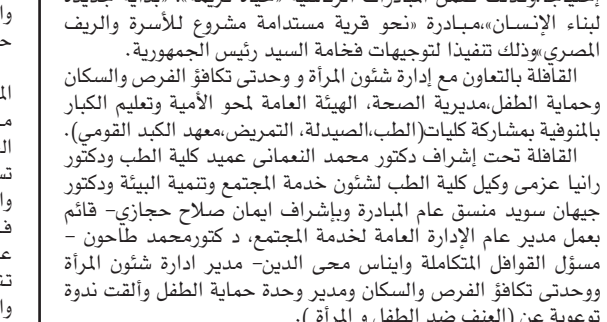 لبناء الإنسان»،مبادرة «نحو قرية مستدامة مشروع للأسرة والريف
المصري»وذلك تنفيذا لتوجيهات فخامة السيد رئيس الجمهورية.
القافلة بالتعاون مع إدارة شئون المرأة و وحدتى تكافؤ الفرص والسكان
وحماية الطفل،مديرية الصحة، الهيئة العامة لمحو الأمية وتعليم الكبار
بالمنوفية بمشاركة كليات(الطب،الصيدلة، التمريض،معهد الكبد القومي).
القافلة تحت إشراف دكتور محمد النعمانى عميد كلية الطب ودكتور
رانيا عزمى وكيل كلية الطب لشئون خدمة المجتمع وتنمية البيئة ودكتور
جيهان سويد منسق عام المبادرة وبإشراف ايمان صلاح حجازي- قائم
بعمل مدير عام الإدارة العامة لخدمة المجتمع، د كتورمحمد طاحون -
مسؤل القوافل المتكاملة وايناس محى الدين- مدير ادارة شئون المرأة
ووحدتى تكافؤ الفرص والسكان ومدير وحدة حماية الطفل وألقت ندوة
توعوية عن (العنف ضد الطفل و المرأة ).